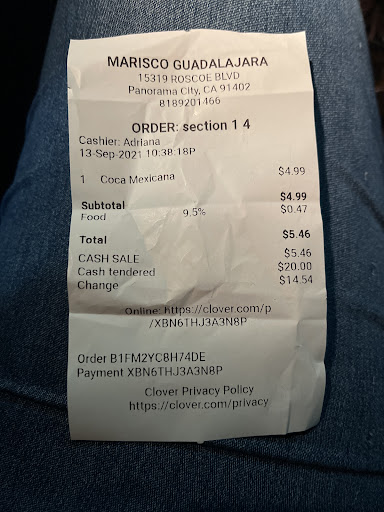 MARISCO GUADALAJARA
15319 ROSCOE BLVD
Panorama City, CA 91402
8189201466
ORDER: section 1 4
Cashier: Adriana
13-Sep-2021 10:38:18P
1 Coca Mexicana $4.99
Subtotal $4.99
Food 9.5% $0.47
Total $5.46
CASH SALE $5.46
Cash tendered $20.00
Change $14.54
Online: https://clover.com/p
/XBN6THJ3A3N8P
Order B1FM2YC8H74DE
Payment XBN6THJ3A3N8P
Clover Privacy Policy
https://clover.com/privacy